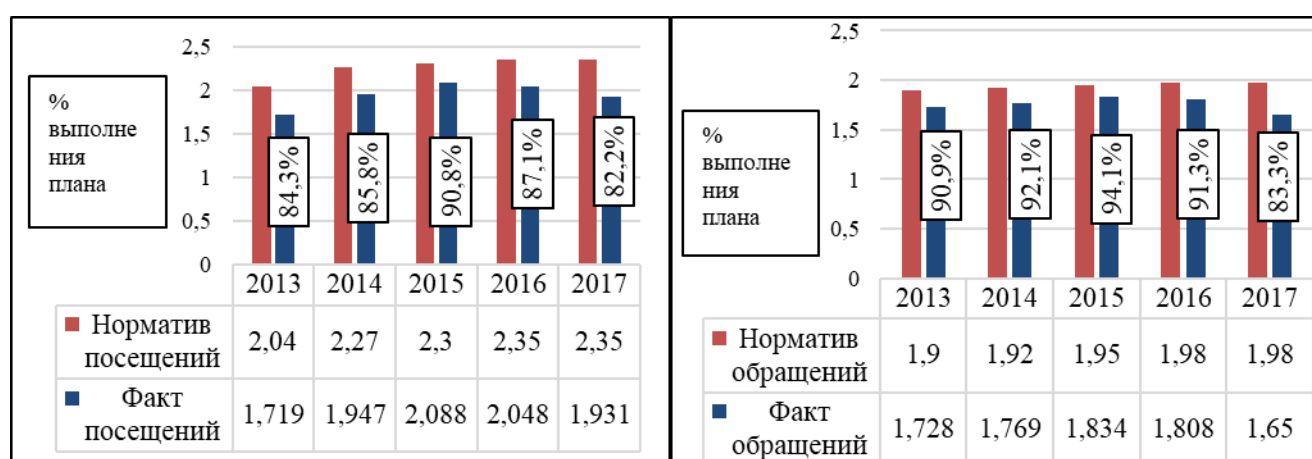 %
выполне
ния
плана
2,5
2
1,5
1
0,5
0
84,3%
85,8%
90,8%
87,1%
82,2%
2013 2014 2015 2016 2017
Норматив
посещений
2,04 2,27 2,3 2,35 2,35
Факт
посещений
1,719 1,947 2,088 2,048 1,931
%
выполне
ния
плана
2,5
2
1,5
1
0,5
0
90,9%
92,1%
94,1%
91,3%
83,3%
2013 2014 2015 2016 2017
Норматив
обращений
1,9 1,92 1,95 1,98 1,98
Факт
обращений
1,728 1,769 1,834 1,808 1,65